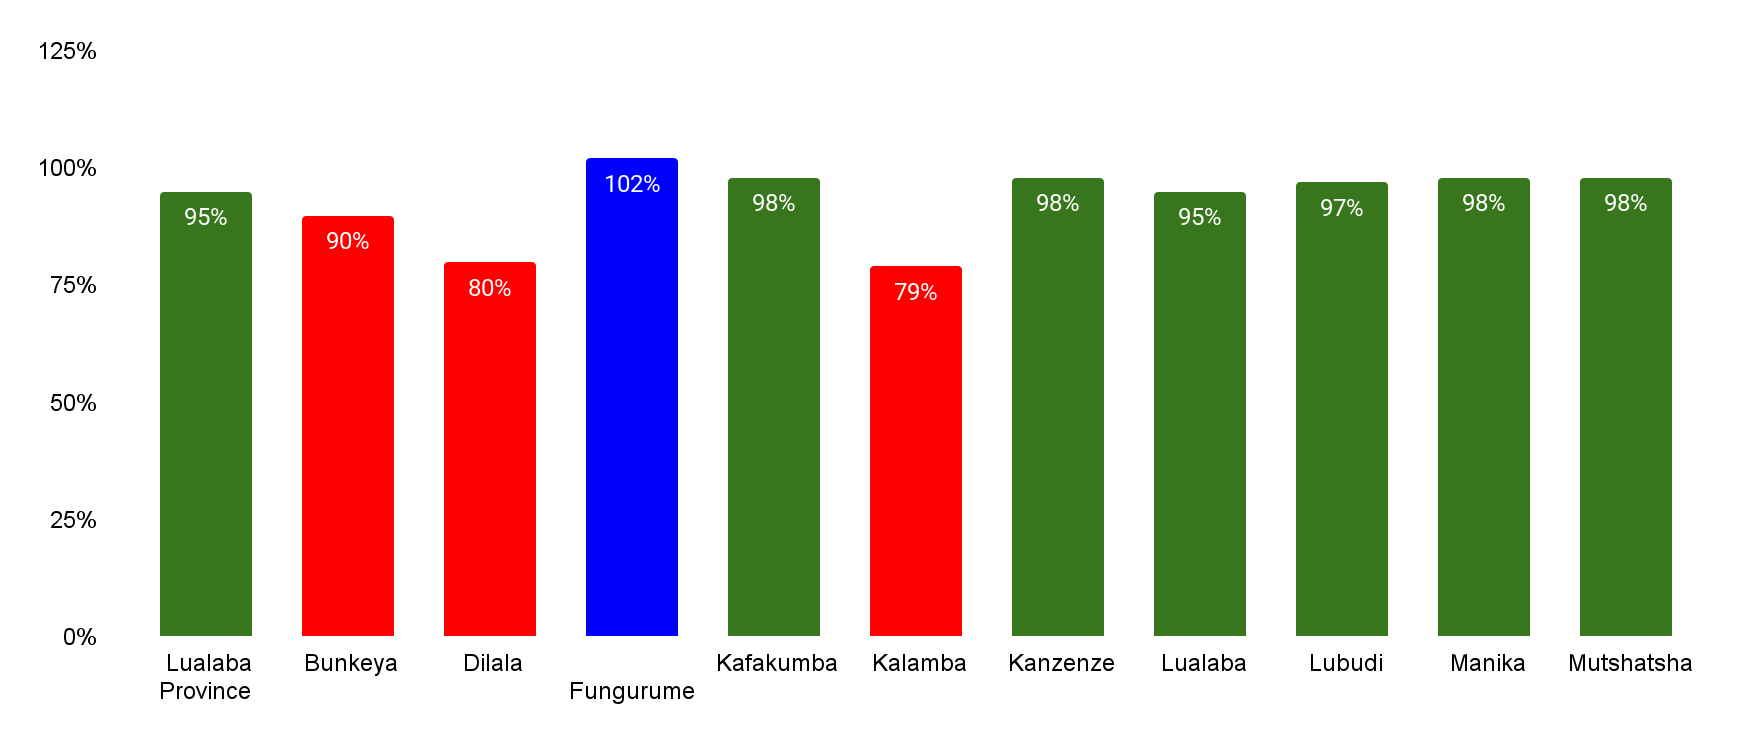 125%
100%
75%
50%
25%
0%
95%
90%
80%
102%
98%
79%
98%
95%
97%
98%
98%
Lualaba
Province
Bunkeya
Dilala
Fungurume
Kafakumba
Kalamba
Kanzenze
Lualaba
Lubudi
Manika
Mutshatsha